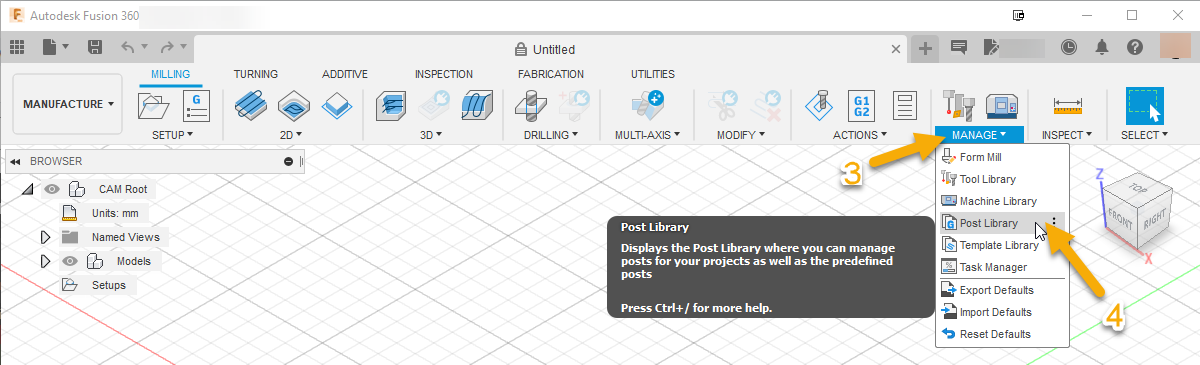 Autodesk Fusion 360
Untitled
MILLING TURNING ADDITIVE INSPECTION FABRICATION UTILITIES
MANUFACTURE
G
G1
G2
SETUP 2D 3D DRILLING MULTI-AXIS MODIFY ACTIONS MANAGE INSPECT SELECT
3
BROWSER
CAM Root
Units: mm
Named Views
Models
Setups
Form Mill
Tool Library
Machine Library
Post Library
Template Library
Task Manager
Export Defaults
Import Defaults
Reset Defaults
Post Library
Displays the Post Library where you can manage
posts for your projects as well as the predefined
posts
Press Ctrl+/ for more help.
4
Z
TOP
FRONT
RIGHT
X